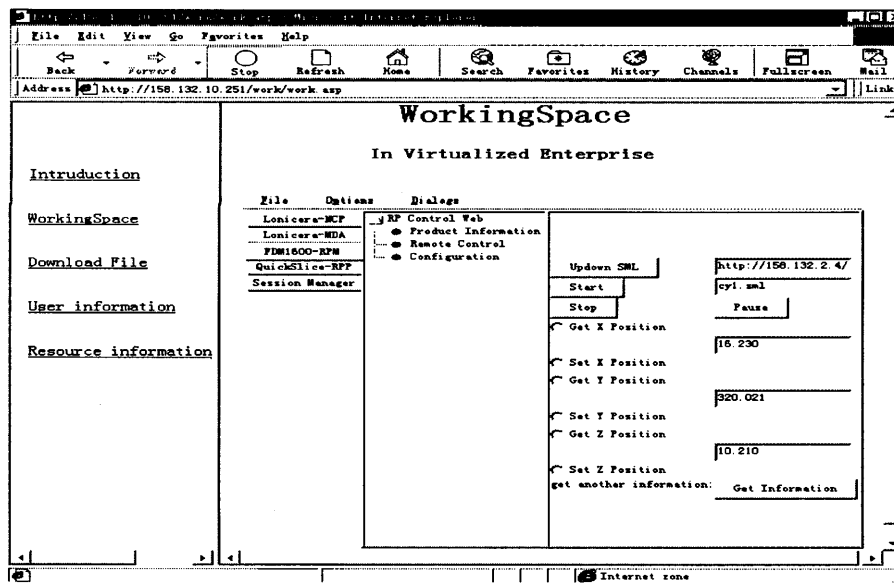 File Edit View Go Favorites Help
Back Forward Stop Refresh Home Search Favorites History Channels Fullscreen Mail
Address http://158.132.10.251/work/work.asp Link
WorkingSpace
In Virtualized Enterprise
Intruduction
WorkingSpace
Download File
User information
Resource information
File Options Dialogs
Lonicera-MCP
Lonicera-MDA
FDM1600-RPM
QuickSlice-RPP
Session Manager
RP Control Web
Product Information
Remote Control
Configuration
Updown SML http://158.132.2.4/
Start cy1.sml
Stop Pause
Get X Position
16.230
Set X Position
Get Y Position
320.021
Set Y Position
Get Z Position
10.210
Set Z Position
get another information: Get Information
Internet zone